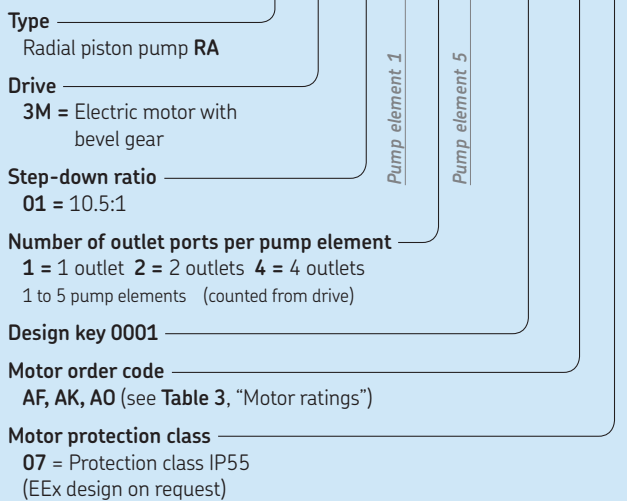 Type
Radial piston pump RA
Drive
3M = Electric motor with
bevel gear
Step-down ratio
01 = 10.5:1
Pump element 1
Pump element 5
Number of outlet ports per pump element
1 = 1 outlet 2 = 2 outlets 4 = 4 outlets
1 to 5 pump elements (counted from drive)
Design key 0001
Motor order code
AF, AK, AO (see Table 3, “Motor ratings”)
Motor protection class
07 = Protection class IP55
(EEx design on request)